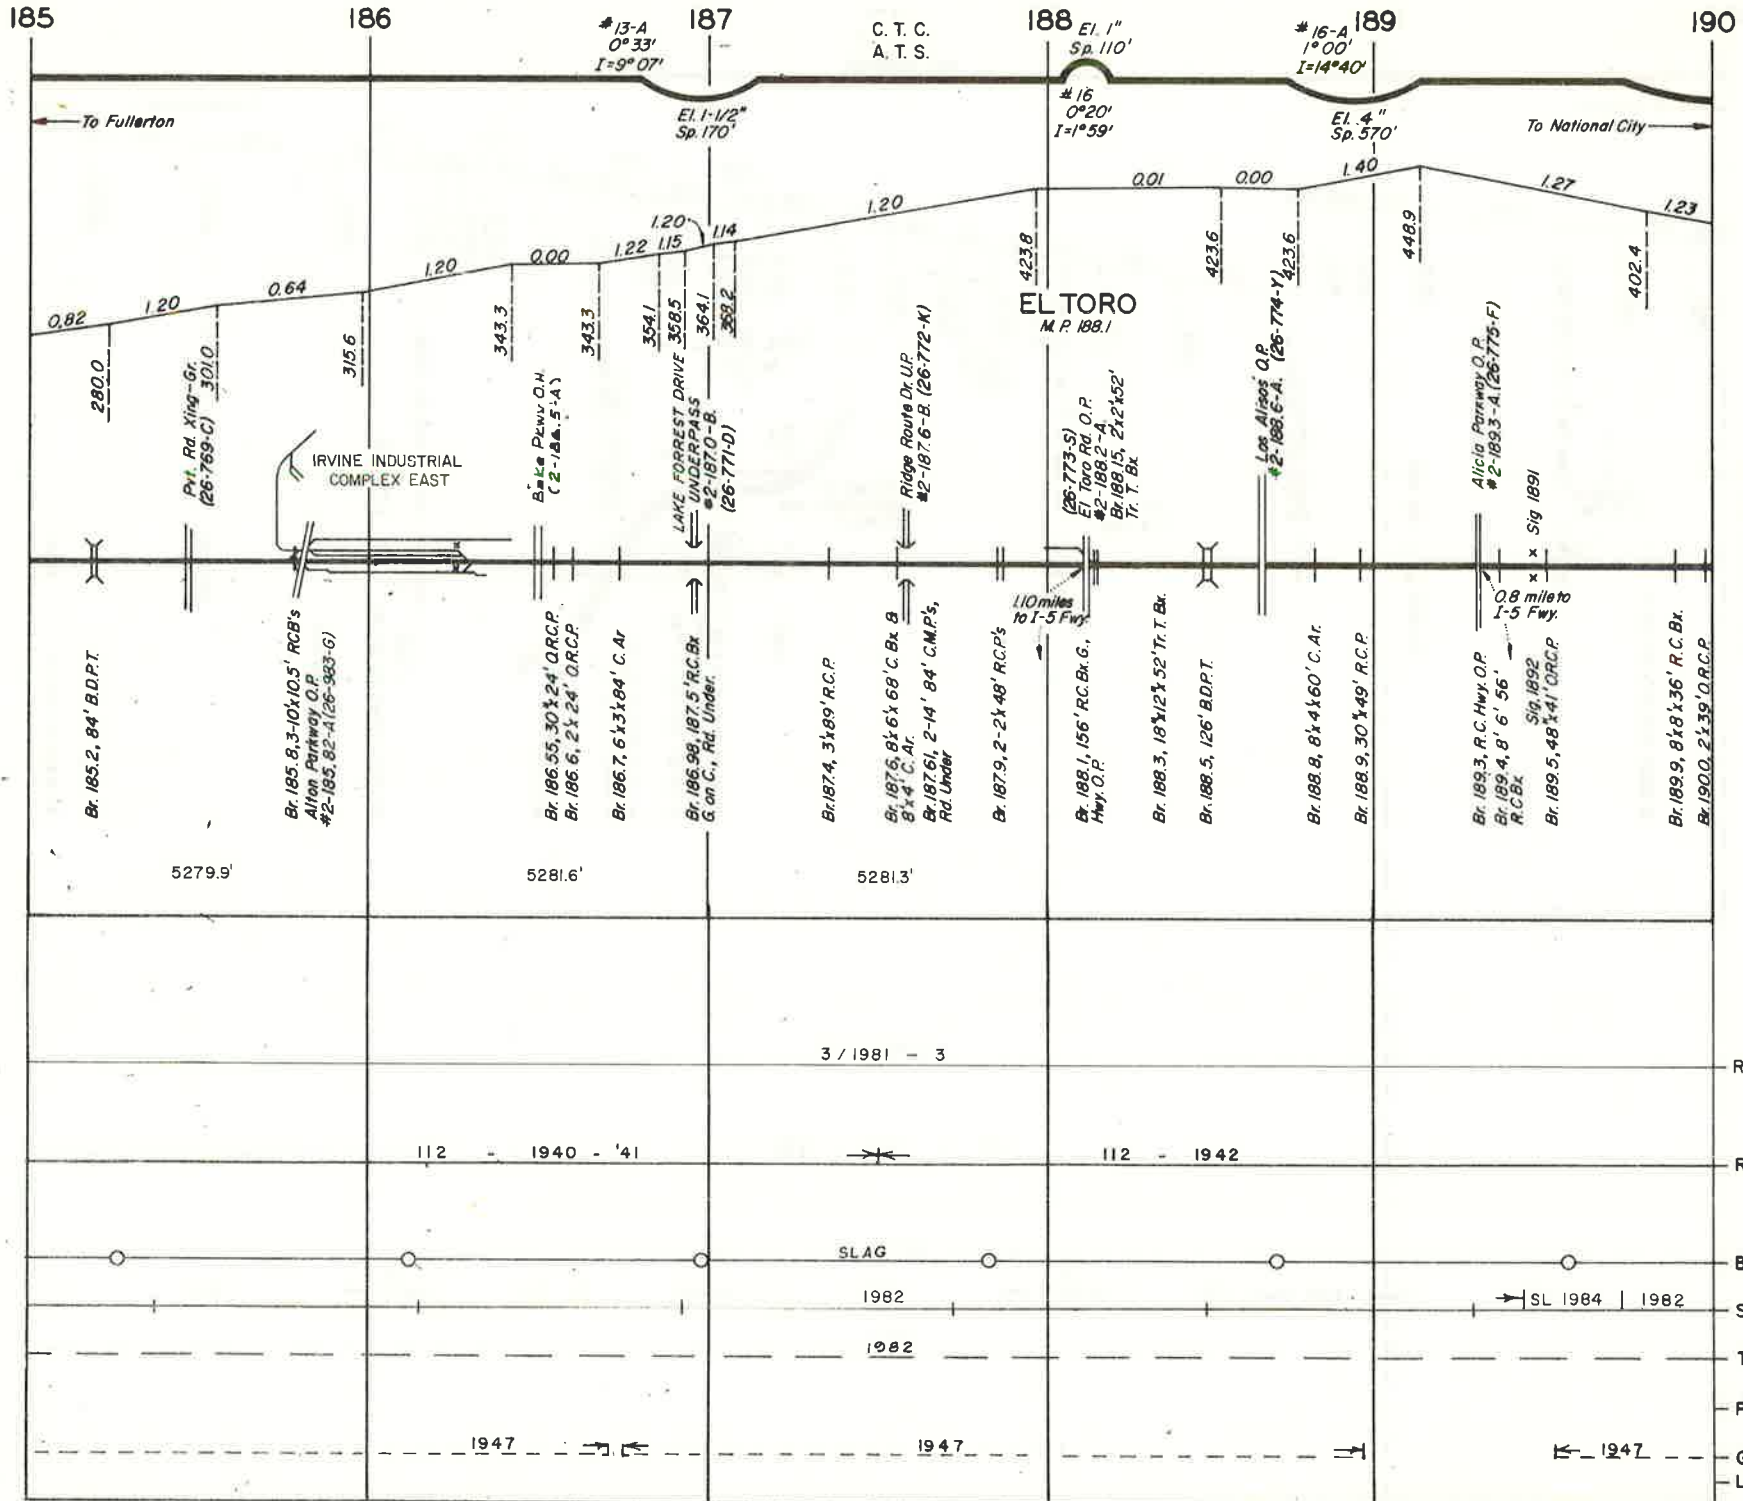 185
186
187
188
189
190
#13-A
0°33'
I=9°07'
C. T. C.
A. T. S.
El. 1"
Sp. 110'
#16-A
1°00'
I=14°40'
To Fullerton
El. 1-1/2"
Sp. 170'
#16
0°20'
I=1°59'
El. 4"
Sp. 570'
To National City
0.82
1.20
0.64
1.20
0.00
1.22
1.15
1.20
1.14
1.20
0.01
0.00
1.40
1.27
1.23
280.0
301.0
315.6
343.3
343.3
354.1
358.5
364.1
368.2
423.8
423.6
423.6
448.9
402.4
EL TORO
M. P. 188.1
Pvt. Rd. Xing-Gr.
(26-769-C)
IRVINE INDUSTRIAL
COMPLEX EAST
Bake Pkwy O.H.
LAKE FORREST DRIVE
UNDERPASS
#2-187.0-B.
(26-771-D)
Ridge Route Dr. U.P.
#2-187.6-B. (26-772-K)
(26-773-S)
El Toro Rd. O.P.
#2-188.2-A.
Br. 188.15, 2'x2'x52'
Tr. T. Bx.
Los Alisos O.P.
#2-188.6-A. (26-774-Y)
Alicia Parkway O.P.
#2-189.3-A.(26-775-F)
Sig 1891
1.10 miles
to I-5 Fwy.
0.8 mile to
I-5 Fwy.
Br. 185.2, 84' B.D.P.T.
Br. 185.8, 3-10'x10.5' RCB's
Alton Parkway O.P.
#2-185.82-A(26-983-G)
Br. 186.55, 30"x24' O.R.C.P.
Br. 186.6, 2'x24' O.R.C.P.
Br. 186.7, 6'x3'x84' C. Ar
Br. 186.98, 187.5' R.C.Bx
G. on C., Rd. Under.
Br. 187.4, 3'x89' R.C.P.
Br. 187.6, 8'x6'x68' C. Bx. &
8'x4' C. Ar.
Br. 187.61, 2-14' 84' C.M.P.'s,
Rd. Under
Br. 187.9, 2-2'x48' R.C.P.'s
Br. 188.1, 156' R.C. Bx. G.,
Hwy. O.P.
Br. 188.3, 18"x12"x52' Tr. T. Bx.
Br. 188.5, 126' B.D.P.T.
Br. 188.8, 8'x4'x60' C. Ar.
Br. 188.9, 30"x49' R.C.P.
Br. 189.3, R.C. Hwy. O.P.
Br. 189.4, 8' 6' 56'
R.C Bx
Sig. 1892
Br. 189.5, 48"x41' O.R.C.P.
Br. 189.9, 8'x8'x36' R.C. Bx.
Br. 190.0, 2'x39' O.R.C.P.
5279.9'
5281.6'
5281.3'
3 / 1981 - 3
R
112 - 1940 - '41
112 - 1942
R
SLAG
B
1982
SL 1984
1982
S
1982
T
F
1947
1947
1947
G
L